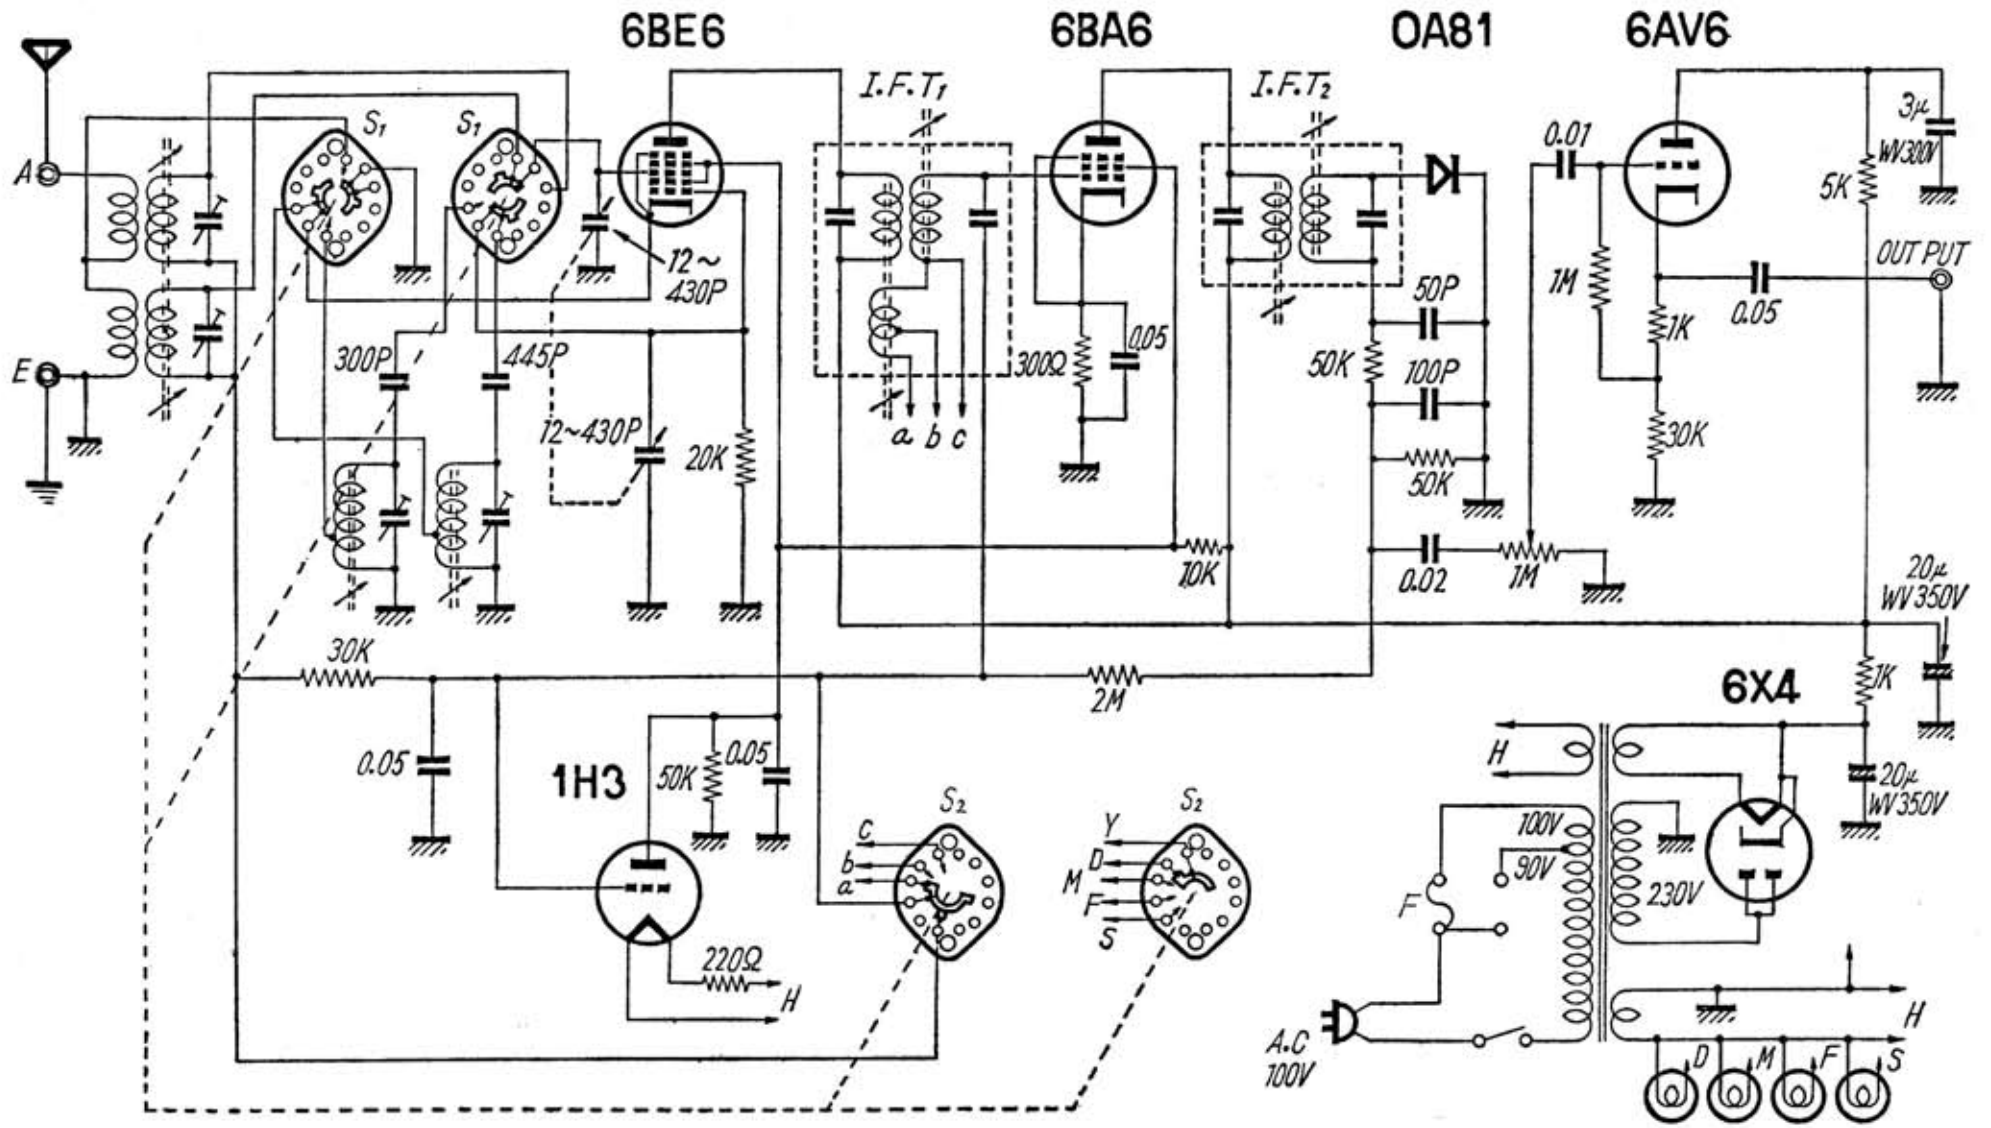 6BE6
6BA6
OA81
6AV6
I.F.T1
I.F.T2
S1
S1
A
E
12~
430P
300P
445P
12~430P
20K
a b c
300Ω
0.05
50P
50K
100P
50K
0.02
1M
10K
0.01
1M
1K
30K
0.05
OUT PUT
5K
3μ
WV300V
20μ
WV350V
1K
20μ
WV350V
30K
2M
0.05
1H3
50K
0.05
220Ω
H
S2
c
b
a
S2
Y
D
M
F
S
6X4
H
100V
90V
230V
F
A.C
100V
H
D
M
F
S